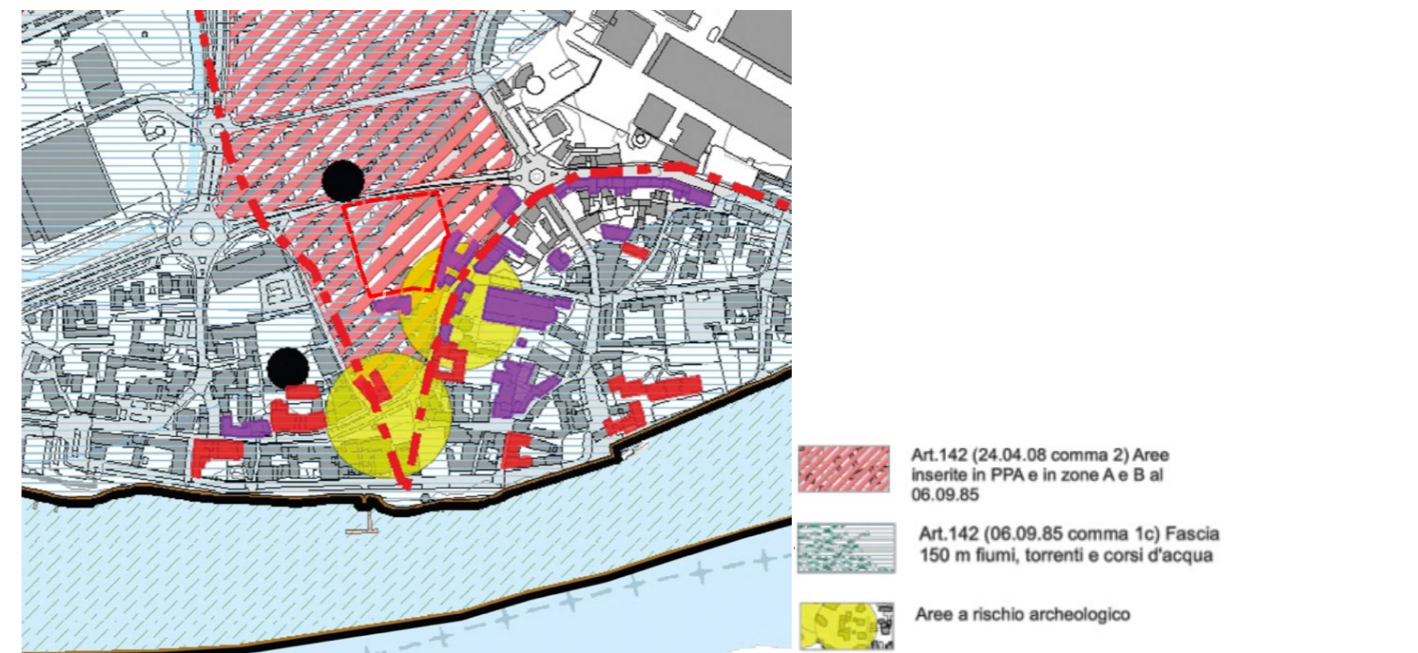 Art.142 (24.04.08 comma 2) Aree
inserite in PPA e in zone A e B al
06.09.85
Art.142 (06.09.85 comma 1c) Fascia
150 m fiumi, torrenti e corsi d'acqua
Aree a rischio archeologico